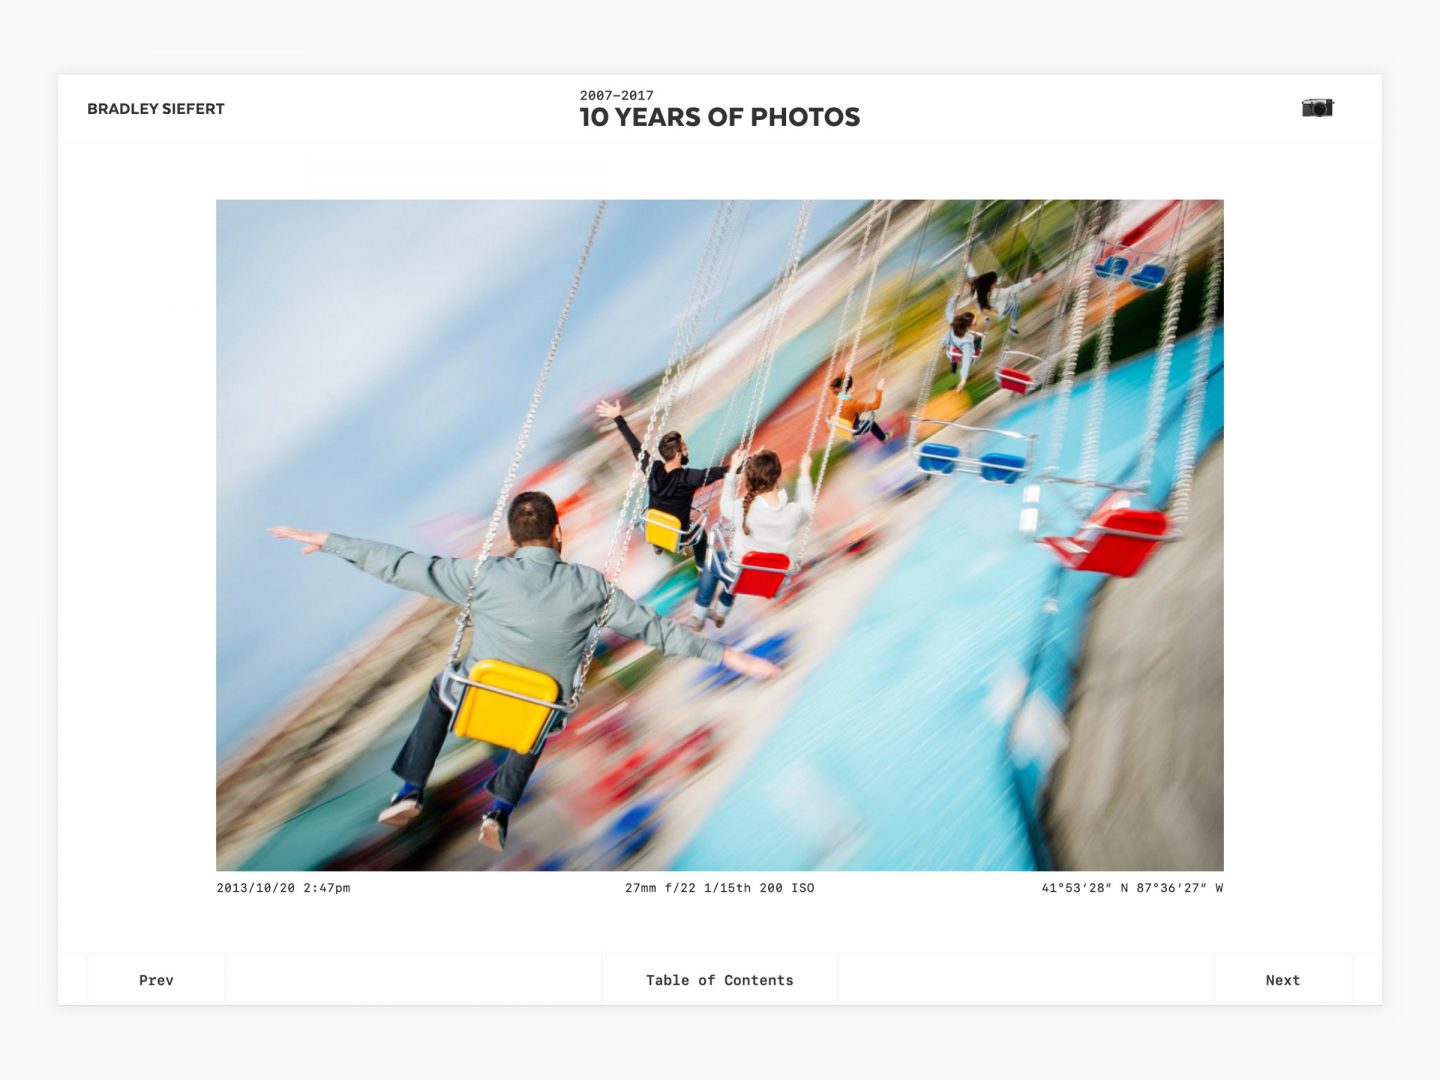 BRADLEY SIEFERT
2007–2017
10 YEARS OF PHOTOS
2013/10/20 2:47pm
27mm f/22 1/15th 200 ISO
41°53‘28“ N 87°36‘27“ W
Prev
Table of Contents
Next